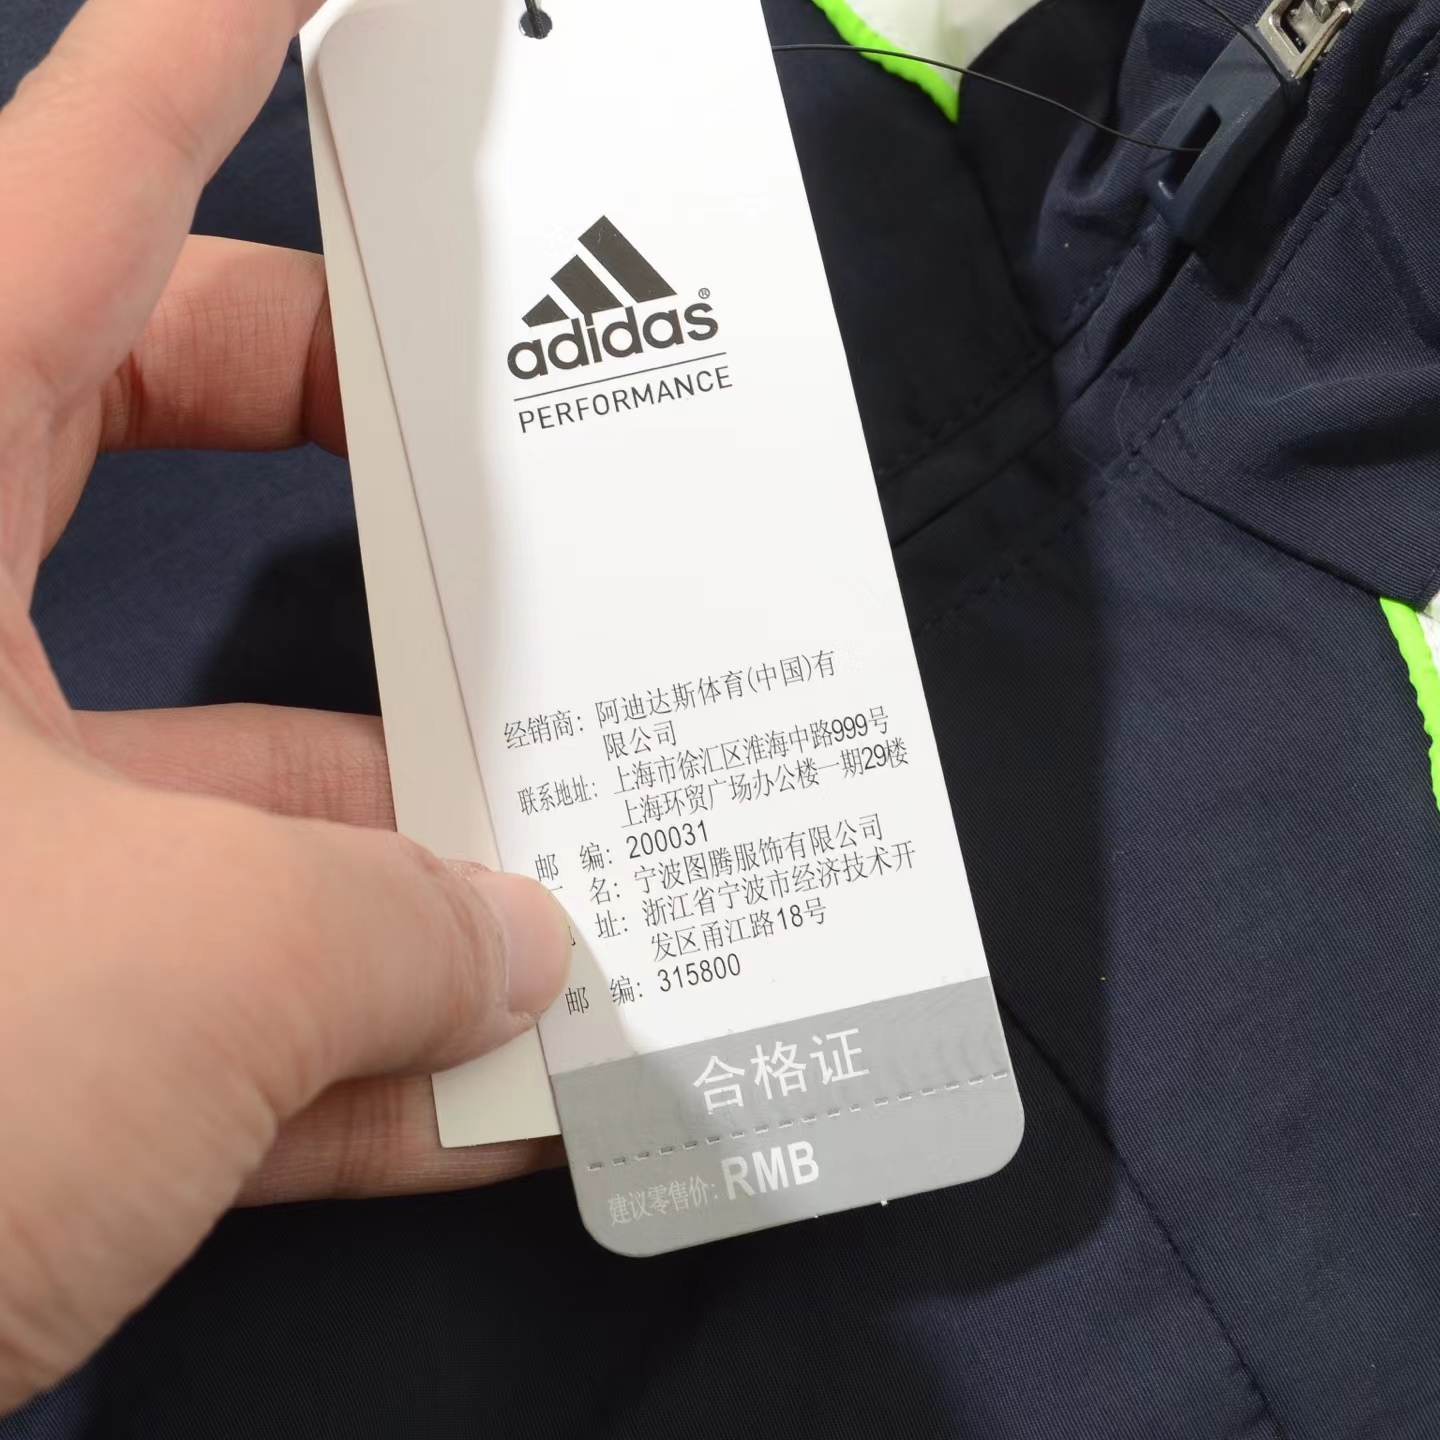 adidas®
PERFORMANCE
经销商: 阿迪达斯体育(中国)有
限公司
联系地址: 上海市徐汇区淮海中路999号
上海环贸广场办公楼一期29楼
邮 编: 200031
名: 宁波图腾服饰有限公司
址: 浙江省宁波市经济技术开
发区甬江路18号
邮 编: 315800
合格证
建议零售价: RMB